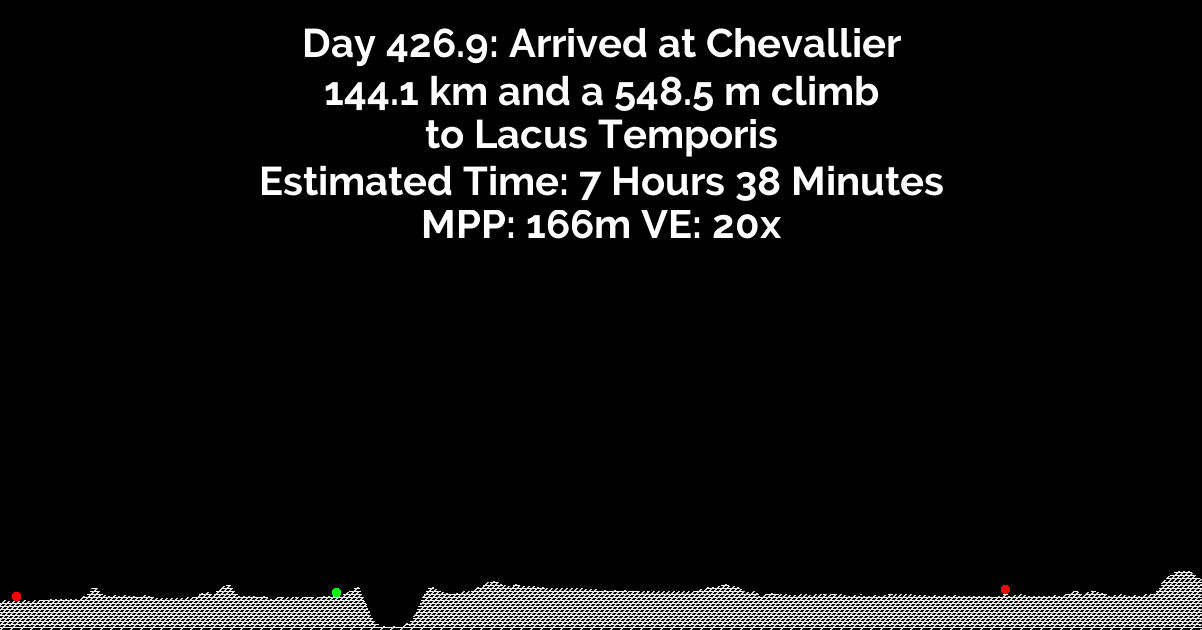 Day 426.9: Arrived at Chevallier
144.1 km and a 548.5 m climb
to Lacus Temporis
Estimated Time: 7 Hours 38 Minutes
MPP: 166m VE: 20x